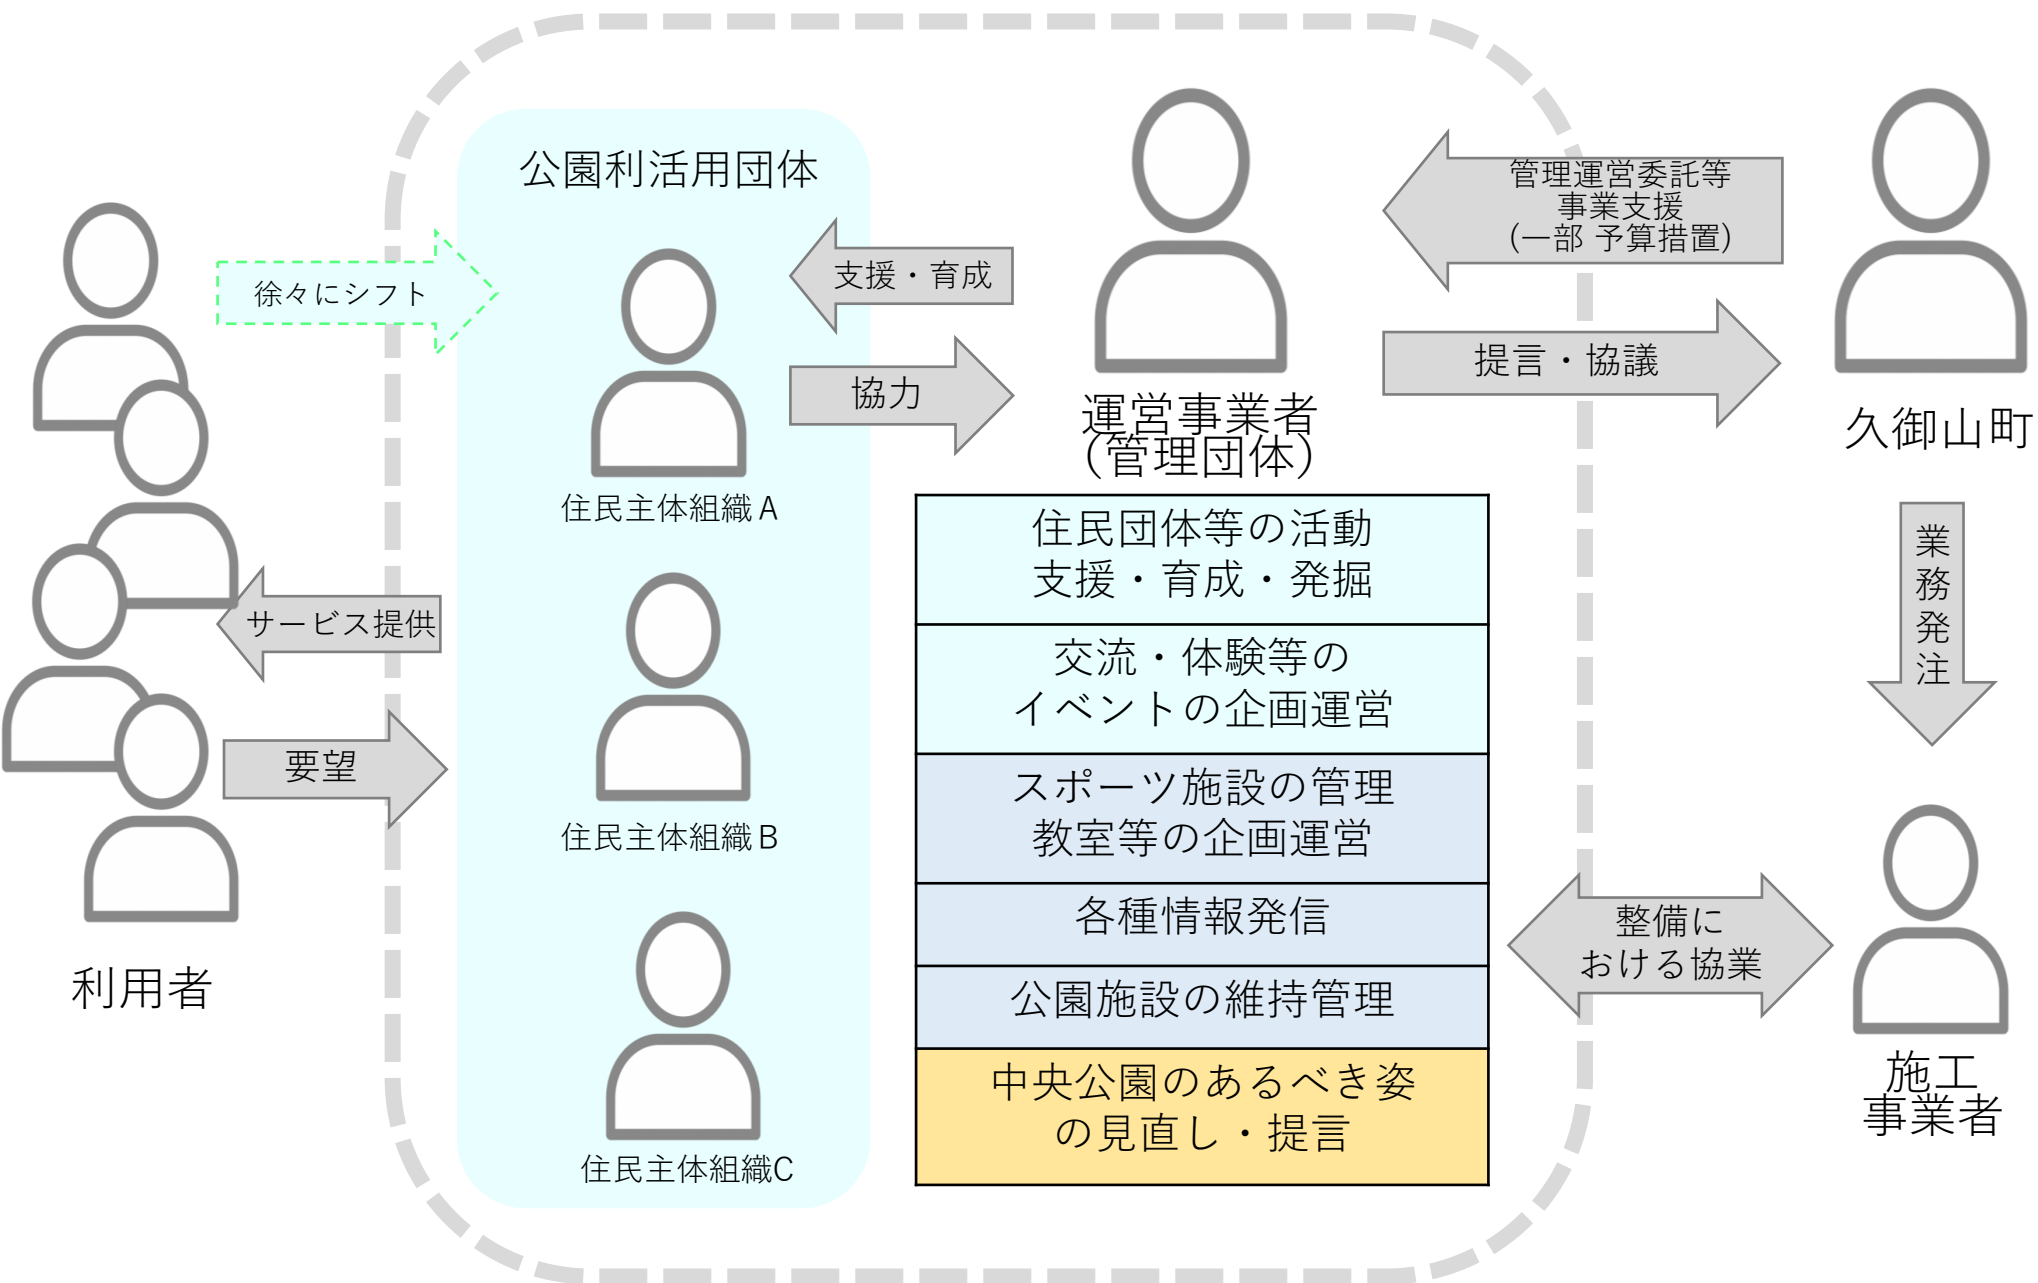 公園利活用団体
徐々にシフト
支援・育成
協力
住民主体組織A
サービス提供
要望
住民主体組織B
住民主体組織C
利用者
運営事業者
(管理団体)
管理運営委託等
事業支援
(一部 予算措置)
提言・協議
久御山町
業務発注
住民団体等の活動
支援・育成・発掘
交流・体験等の
イベントの企画運営
スポーツ施設の管理
教室等の企画運営
各種情報発信
公園施設の維持管理
中央公園のあるべき姿
の見直し・提言
整備に
おける協業
施工
事業者